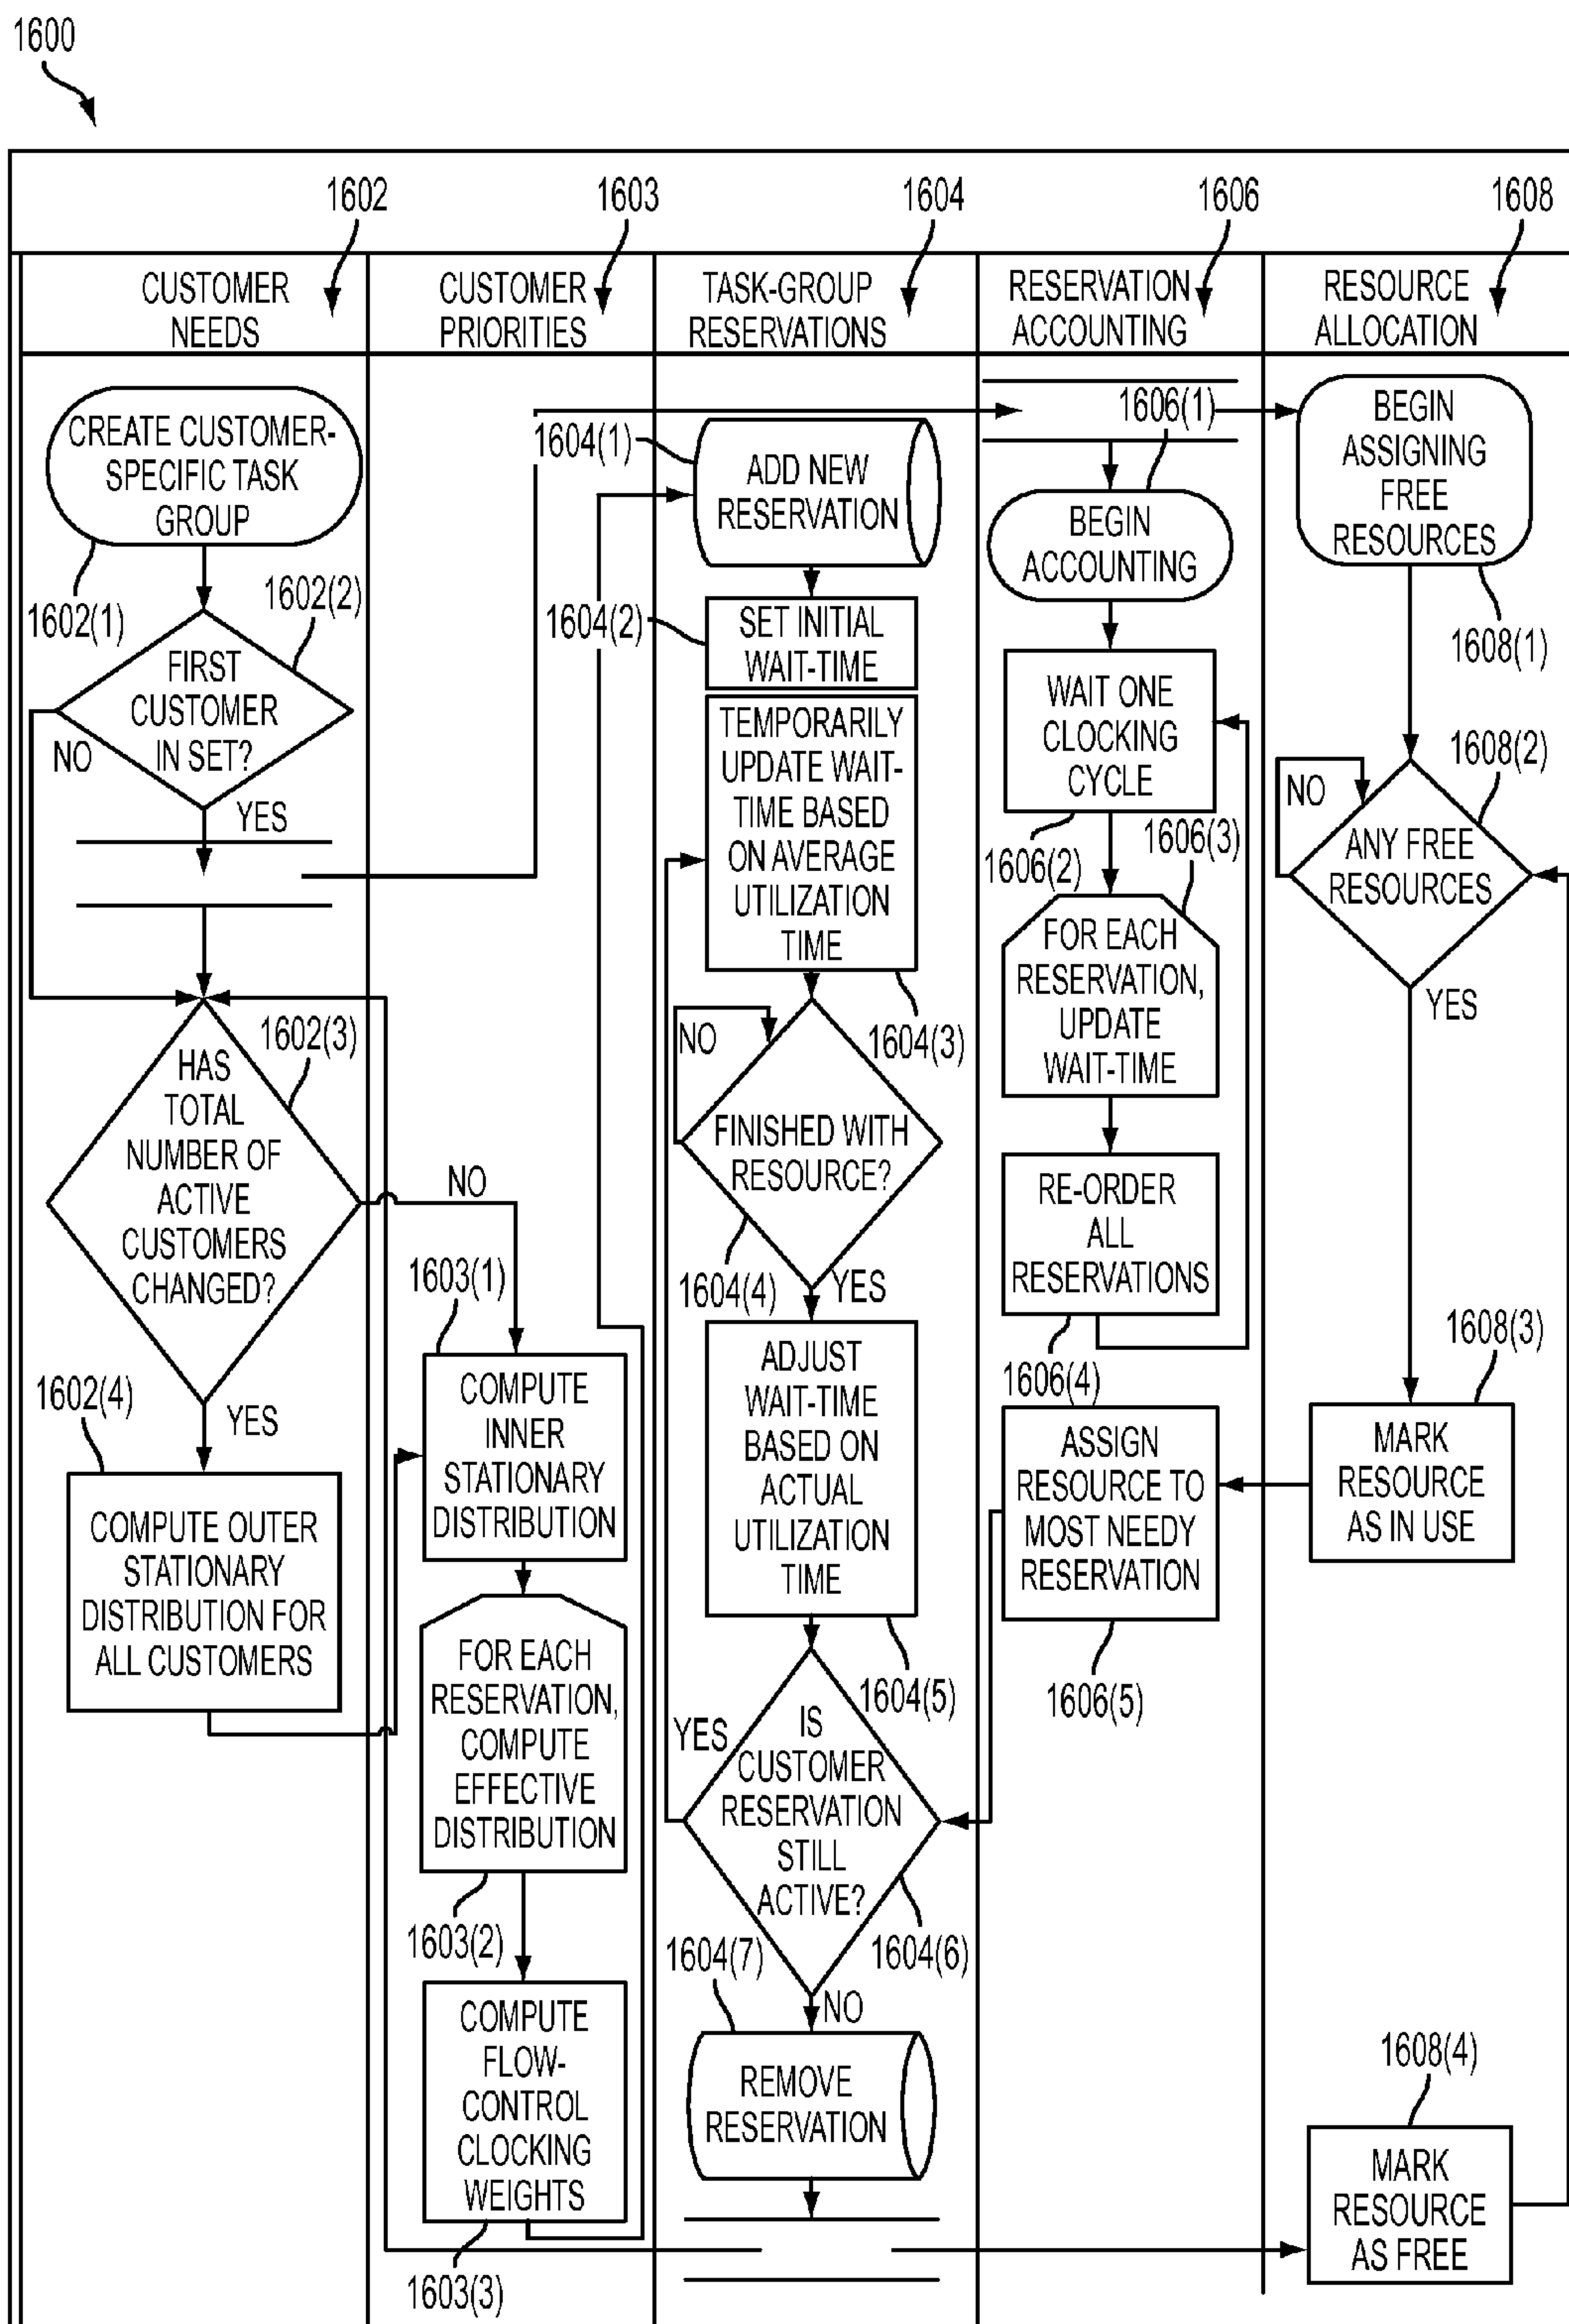 1600
1602
1603
1604
1606
1608
CUSTOMER
NEEDS
CUSTOMER
PRIORITIES
TASK-GROUP
RESERVATIONS
RESERVATION
ACCOUNTING
RESOURCE
ALLOCATION
CREATE CUSTOMER-
SPECIFIC TASK
GROUP
1602(1)
1602(2)
FIRST
CUSTOMER
IN SET?
NO
YES
1602(3)
HAS
TOTAL
NUMBER OF
ACTIVE
CUSTOMERS
CHANGED?
NO
YES
1602(4)
COMPUTE OUTER
STATIONARY
DISTRIBUTION FOR
ALL CUSTOMERS
1603(1)
COMPUTE
INNER
STATIONARY
DISTRIBUTION
FOR EACH
RESERVATION,
COMPUTE
EFFECTIVE
DISTRIBUTION
1603(2)
COMPUTE
FLOW-
CONTROL
CLOCKING
WEIGHTS
1603(3)
1604(1)
ADD NEW
RESERVATION
1604(2)
SET INITIAL
WAIT-TIME
TEMPORARILY
UPDATE WAIT-
TIME BASED
ON AVERAGE
UTILIZATION
TIME
1604(3)
NO
FINISHED WITH
RESOURCE?
1604(4)
YES
ADJUST
WAIT-TIME
BASED ON
ACTUAL
UTILIZATION
TIME
1604(5)
YES
IS
CUSTOMER
RESERVATION
STILL
ACTIVE?
1604(6)
1604(7)
NO
REMOVE
RESERVATION
1606(1)
BEGIN
ACCOUNTING
WAIT ONE
CLOCKING
CYCLE
1606(2)
1606(3)
FOR EACH
RESERVATION,
UPDATE
WAIT-TIME
RE-ORDER
ALL
RESERVATIONS
1606(4)
ASSIGN
RESOURCE TO
MOST NEEDY
RESERVATION
1606(5)
BEGIN
ASSIGNING
FREE
RESOURCES
1608(1)
1608(2)
NO
ANY FREE
RESOURCES
YES
1608(3)
MARK
RESOURCE
AS IN USE
1608(4)
MARK
RESOURCE
AS FREE